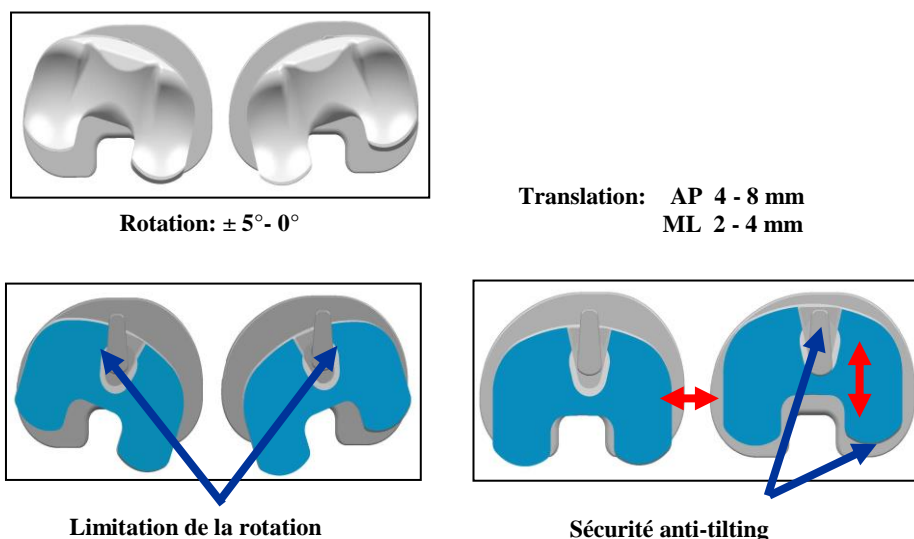 Rotation: ± 5°- 0°
Translation: AP 4 - 8 mm
ML 2 - 4 mm
Limitation de la rotation
Sécurité anti-tilting